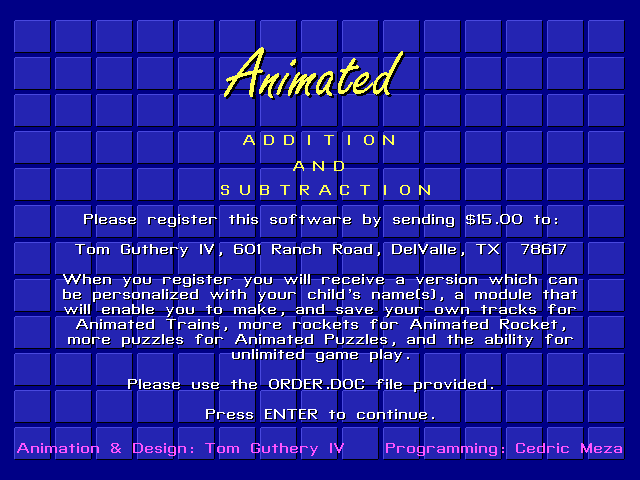 Animated
ADDITION
AND
SUBTRACTION
Please register this software by sending $15.00 to:
Tom Guthery IV, 601 Ranch Road, DelValle, TX 78617
When you register you will receive a version which can
be personalized with your child's name(s), a module that
will enable you to make, and save your own tracks for
Animated Trains, more rockets for Animated Rocket,
more puzzles for Animated Puzzles, and the ability for
unlimited game play.
Please use the ORDER.DOC file provided.
Press ENTER to continue.
Animation & Design: Tom Guthery IV Programming: Cedric Meza